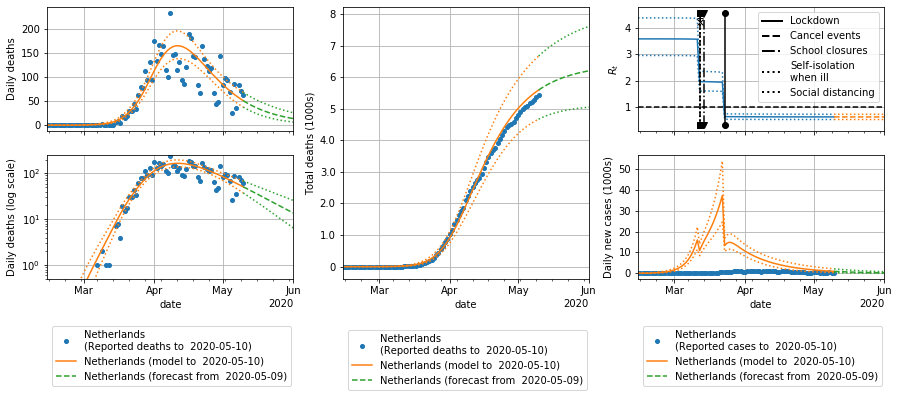 Daily deaths
200
150
100
50
0
Daily deaths (log scale)
10²
10¹
10⁰
Mar
Apr
May
Jun
date
2020
Netherlands
(Reported deaths to  2020-05-10)
Netherlands (model to  2020-05-10)
Netherlands (forecast from  2020-05-09)
Total deaths (1000s)
8
7
6
5
4
3
2.0
1.0
0
Mar
Apr
May
Jun
date
2020
Netherlands
(Reported deaths to  2020-05-10)
Netherlands (model to  2020-05-10)
Netherlands (forecast from  2020-05-09)
Rₜ
4
3
2
1
Lockdown
Cancel events
School closures
Self-isolation
when ill
Social distancing
Daily new cases (1000s)
50
40
30
20
10
0
Mar
Apr
May
Jun
date
2020
Netherlands
(Reported cases to  2020-05-10)
Netherlands (model to  2020-05-10)
Netherlands (forecast from  2020-05-09)